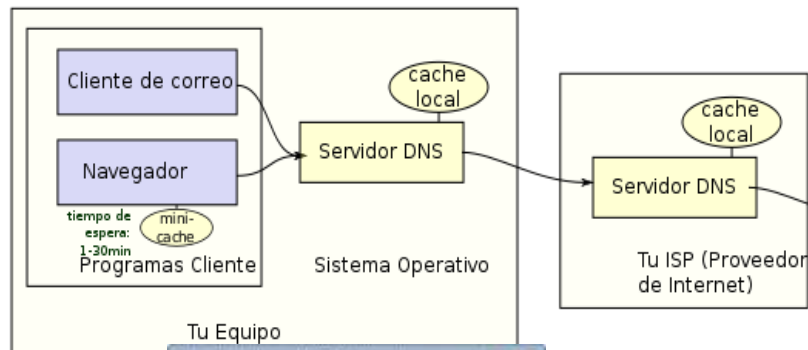 Cliente de correo
Navegador
tiempo de
espera:
1-30min
mini-
cache
Programas Cliente
cache
local
Servidor DNS
Sistema Operativo
Tu Equipo
cache
local
Servidor DNS
Tu ISP (Proveedor
de Internet)